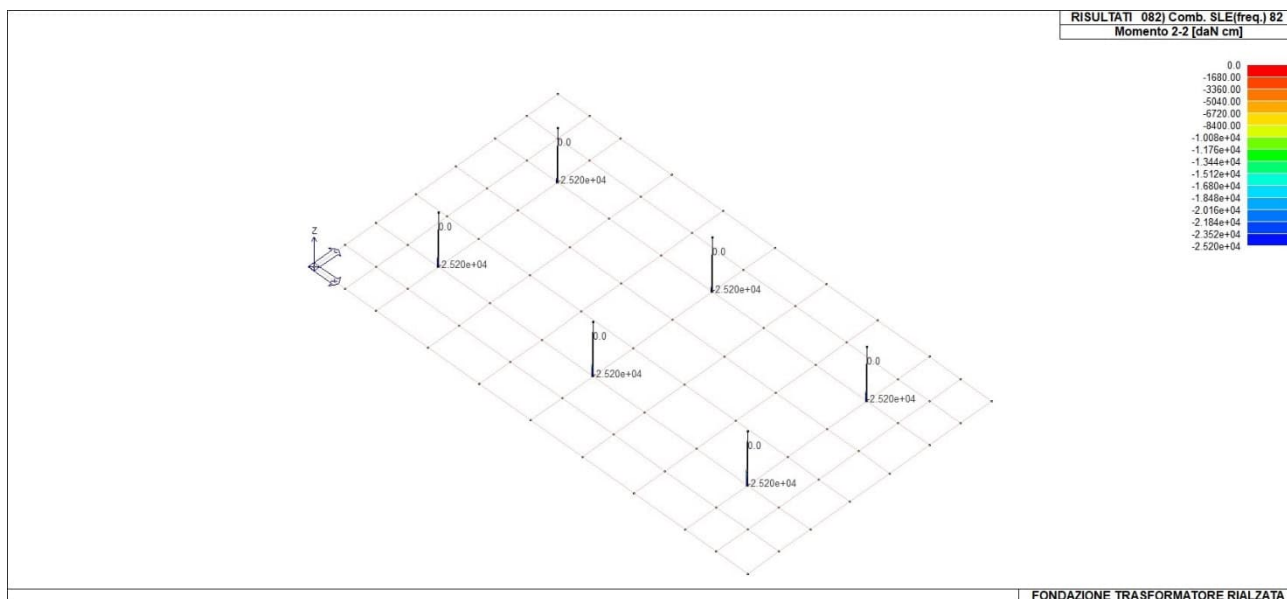 RISULTATI 082) Comb. SLE(freq.) 82
Momento 2-2 [daN cm]
0.0
-1680.00
-3360.00
-5040.00
-6720.00
-8400.00
-1.008e+04
-1.176e+04
-1.344e+04
-1.512e+04
-1.680e+04
-1.848e+04
-2.016e+04
-2.184e+04
-2.352e+04
-2.520e+04
0.0
-2.520e+04
0.0
-2.520e+04
Z
0.0
-2.520e+04
0.0
-2.520e+04
0.0
-2.520e+04
0.0
-2.520e+04
FONDAZIONE TRASFORMATORE RIALZATA